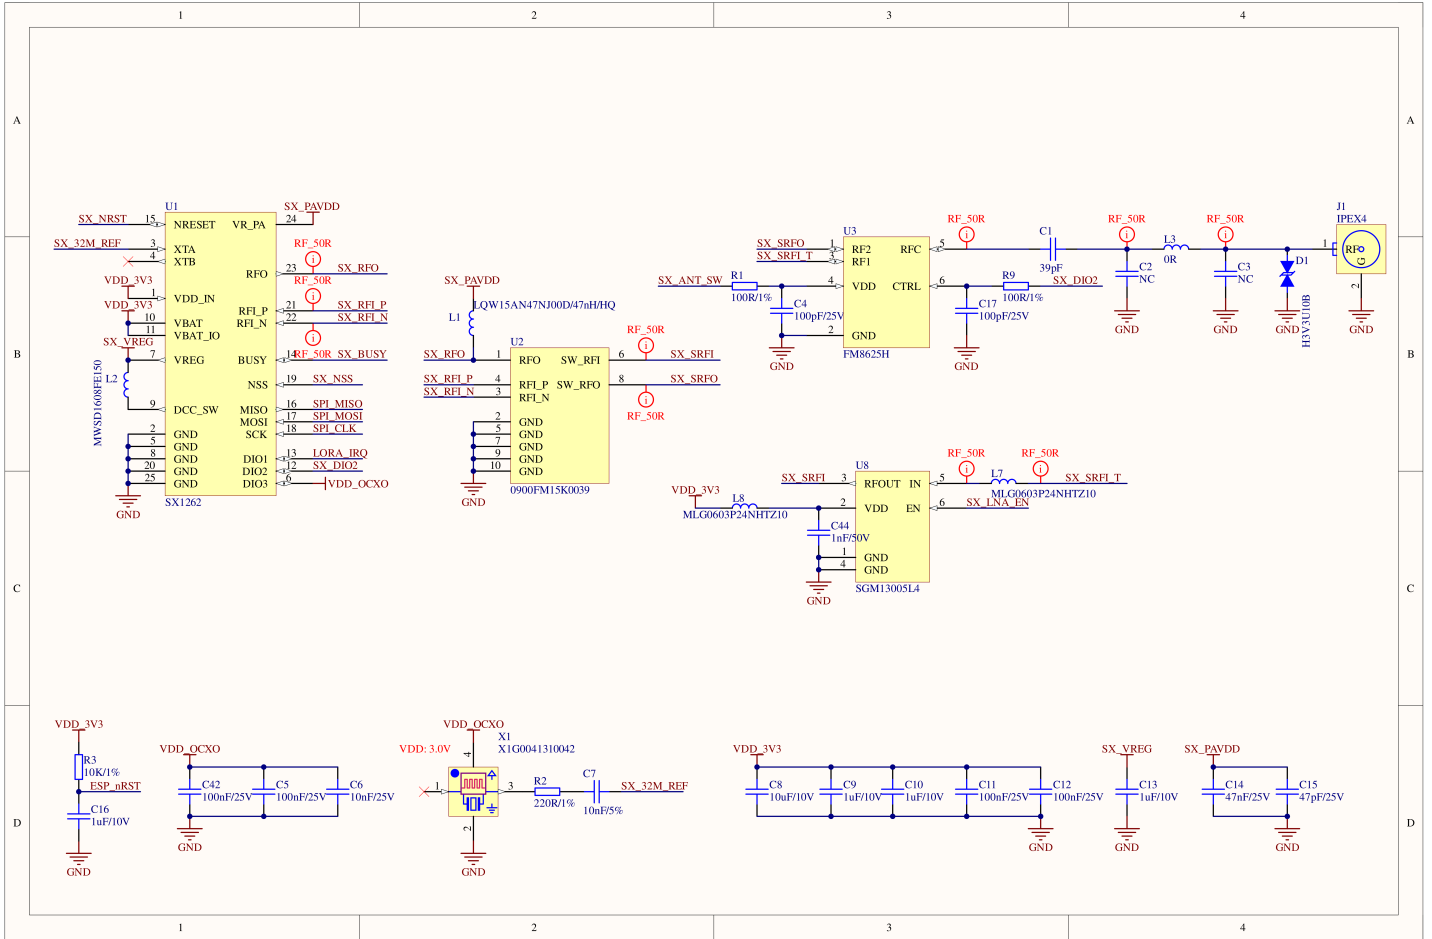 1 2 3 4
A A
U1
SX_NRST 15 NRESET VR_PA 24 SX_PAVDD
SX_32M_REF 3 XTA
4 XTB
RFO 23 SX_RFO
RF_50R
VDD_3V3
1 VDD_IN
RF_50R
RFI_P 21 SX_RFI_P
VDD_3V3
10 VBAT RFI_N 22 SX_RFI_N
11 VBAT_IO
RF_50R
SX_VREG
7 VREG BUSY 14 SX_BUSY
L2
MWSD1608FE150
NSS 19 SX_NSS
9 DCC_SW MISO 16 SPI_MISO
MOSI 17 SPI_MOSI
2 GND SCK 18 SPI_CLK
5 GND
8 GND DIO1 13 LORA_IRQ
20 GND DIO2 12 SX_DIO2
25 GND DIO3 6 VDD_OCXO
SX1262
GND
SX_PAVDD
LQW15AN47NJ00D/47nH/HQ
L1
U2
SX_RFO 1 RFO SW_RFI 6 SX_SRFI
RF_50R
SX_RFI_P 4 RFI_P SW_RFO 8 SX_SRFO
SX_RFI_N 3 RFI_N
RF_50R
2 GND
5 GND
7 GND
9 GND
10 GND
0900FM15K0039
GND
U3
SX_SRFO 1 RF2 RFC 5
SX_SRFI_T 3 RF1
SX_ANT_SW R1 4 VDD CTRL 6 R9 SX_DIO2
100R/1% 100R/1%
C4
100pF/25V
C17
100pF/25V
2 GND
FM8625H
GND
GND
RF_50R
C1
39pF
RF_50R
C2
NC
GND
L3
0R
RF_50R
C3
NC
GND
D1
H3V3U10B
GND
J1
IPEX4
1 RF
G
2
GND
B B
U8
SX_SRFI 3 RFOUT IN 5 L7 SX_SRFI_T
RF_50R RF_50R
MLG0603P24NHTZ10
VDD_3V3
L8
MLG0603P24NHTZ10
2 VDD EN 6 SX_LNA_EN
C44
1nF/50V
1 GND
4 GND
SGM13005L4
GND
C C
VDD_3V3
R3
10K/1%
ESP_nRST
C16
1uF/10V
GND
VDD_OCXO
C42
100nF/25V
C5
100nF/25V
C6
10nF/25V
GND
VDD_OCXO
VDD: 3.0V
X1
X1G0041310042
4
1
3
2
R2
220R/1%
C7
10nF/5%
SX_32M_REF
GND
VDD_3V3
C8
10uF/10V
C9
1uF/10V
C10
1uF/10V
C11
100nF/25V
C12
100nF/25V
GND
SX_VREG
C13
1uF/10V
GND
SX_PAVDD
C14
47nF/25V
C15
47pF/25V
GND
D D
1 2 3 4